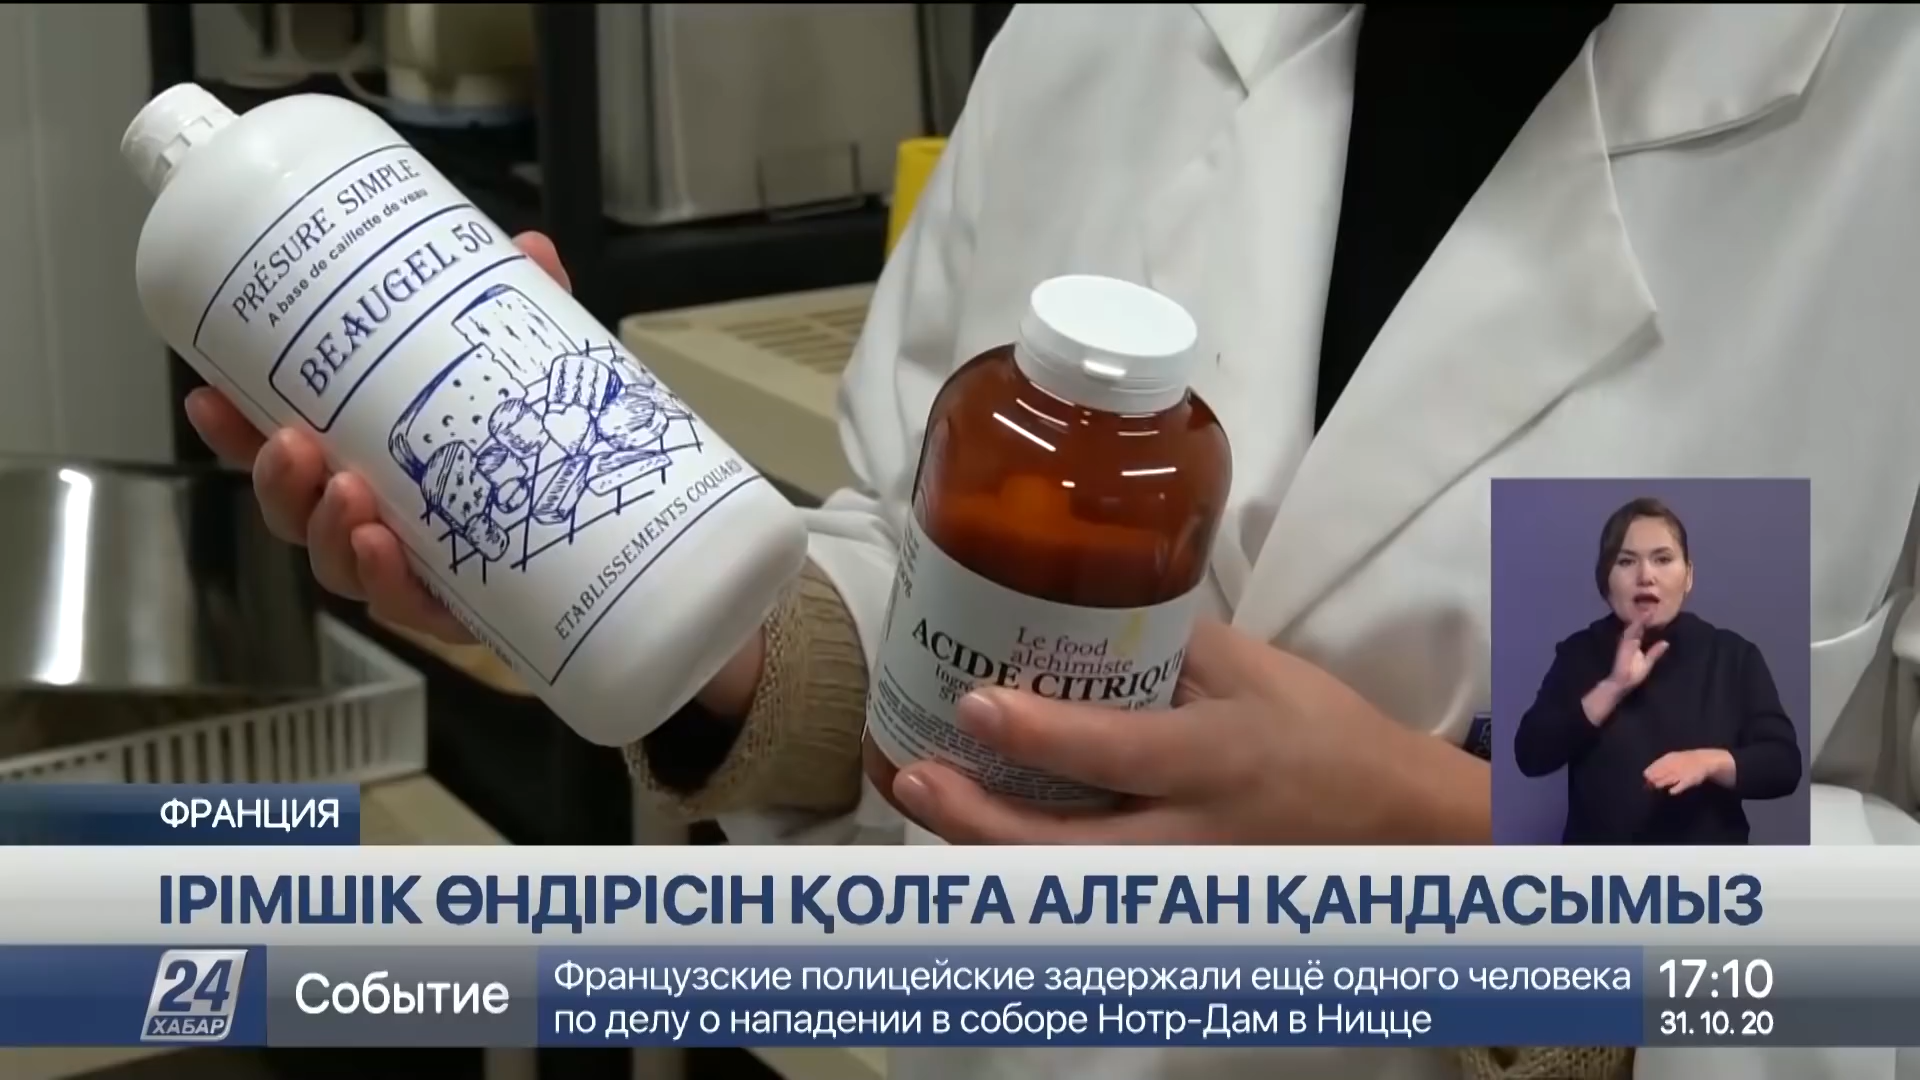 PRÉSURE SIMPLE
A base de caillette de veau
BEAUGEL 50
ETABLISSEMENTS COQUARD
Le food
alchimiste
ACIDE CITRIQUE
ФРАНЦИЯ
ІРІМШІК ӨНДІРІСІН ҚОЛҒА АЛҒАН ҚАНДАСЫМЫЗ
24
ХАБАР
Событие
Французские полицейские задержали ещё одного человека
по делу о нападении в соборе Нотр-Дам в Ницце
17:10
31. 10. 20